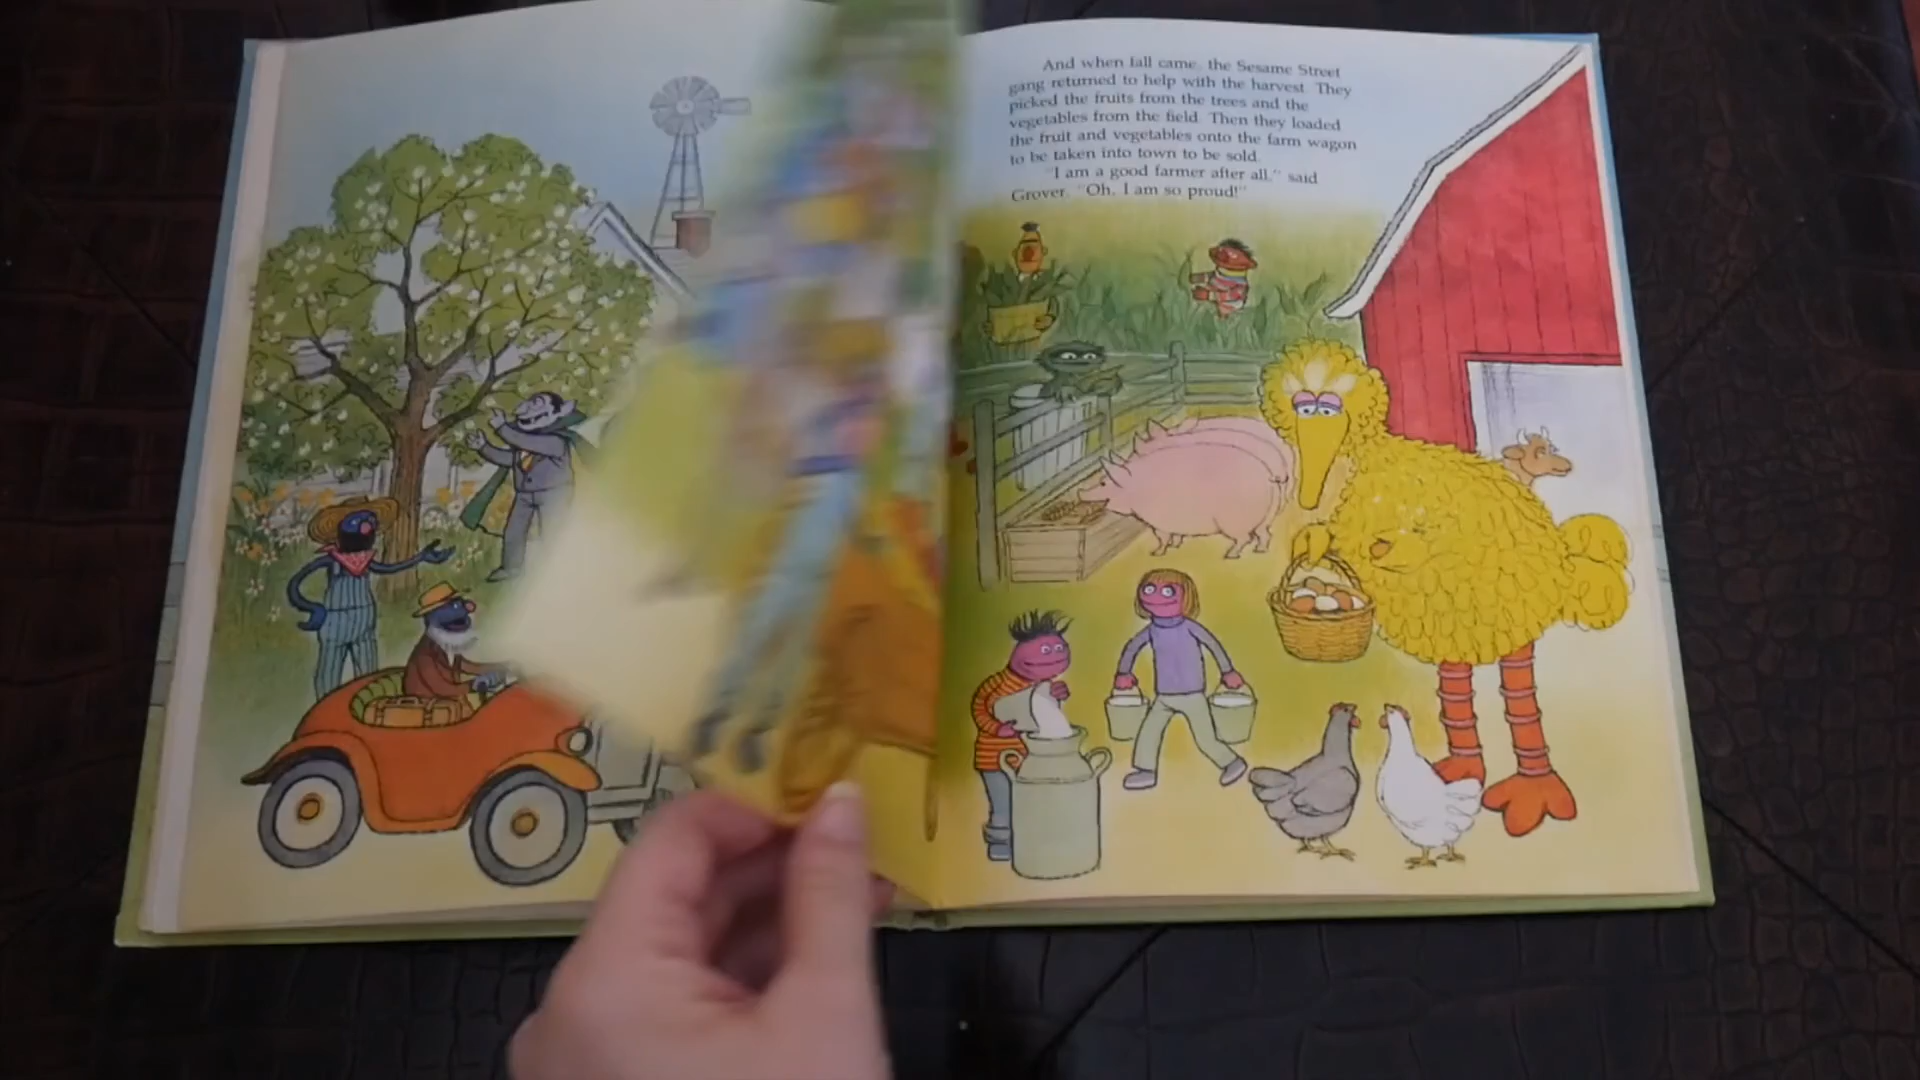 And when fall came, the Sesame Street
gang returned to help with the harvest. They
picked the fruits from the trees and the
vegetables from the field. Then they loaded
the fruit and vegetables onto the farm wagon
to be taken into town to be sold.
"I am a good farmer after all," said
Grover. "Oh, I am so proud!"